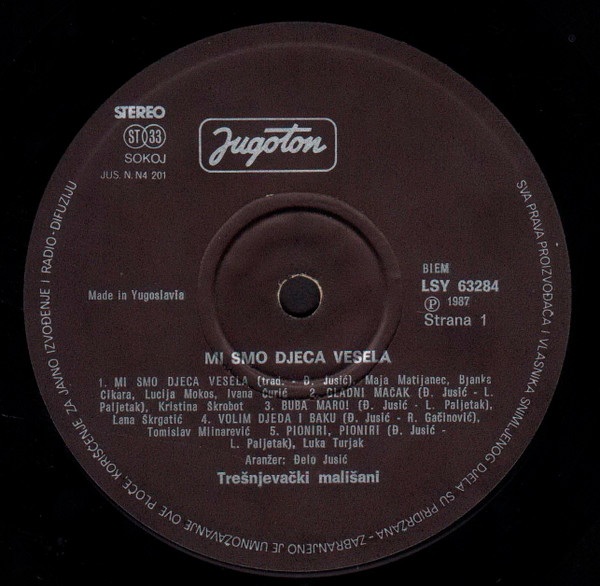 STEREO
ST 33
SOKOJ
JUS. N. N4 201
Jugoton
Made in Yugoslavia
BIEM
LSY 63284
℗ 1987
Strana 1
MI SMO DJECA VESELA
1. MI SMO DJECA VESELA (trad. - Đ. Jusić), Maja Matijanec, Bjanka
Cikara, Lucija Mokos, Ivana Ćurić 2. GLADNI MAČAK (Đ. Jusić - L.
Paljetak), Kristina Škrobot 3. BUBA MARO! (Đ. Jusić - L. Paljetak),
Lana Škrgatić 4. VOLIM DJEDA I BAKU (Đ. Jusić - R. Gačinović),
Tomislav Mlinarević 5. PIONIRI, PIONIRI (Đ. Jusić -
L. Paljetak), Luka Turjak
Aranžer: Đelo Jusić
Trešnjevački mališani
SVA PRAVA PROIZVOĐAČA I VLASNIKA SNIMLJENOG DJELA SU PRIDRŽANA - ZABRANJENO JE UMNOŽAVANJE OVE PLOČE, KORIŠĆENJE ZA JAVNO IZVOĐENJE I RADIO-DIFUZIJU